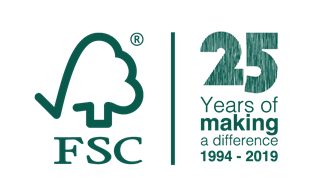 ®
FSC
25
Years of
making
a difference
1994 - 2019